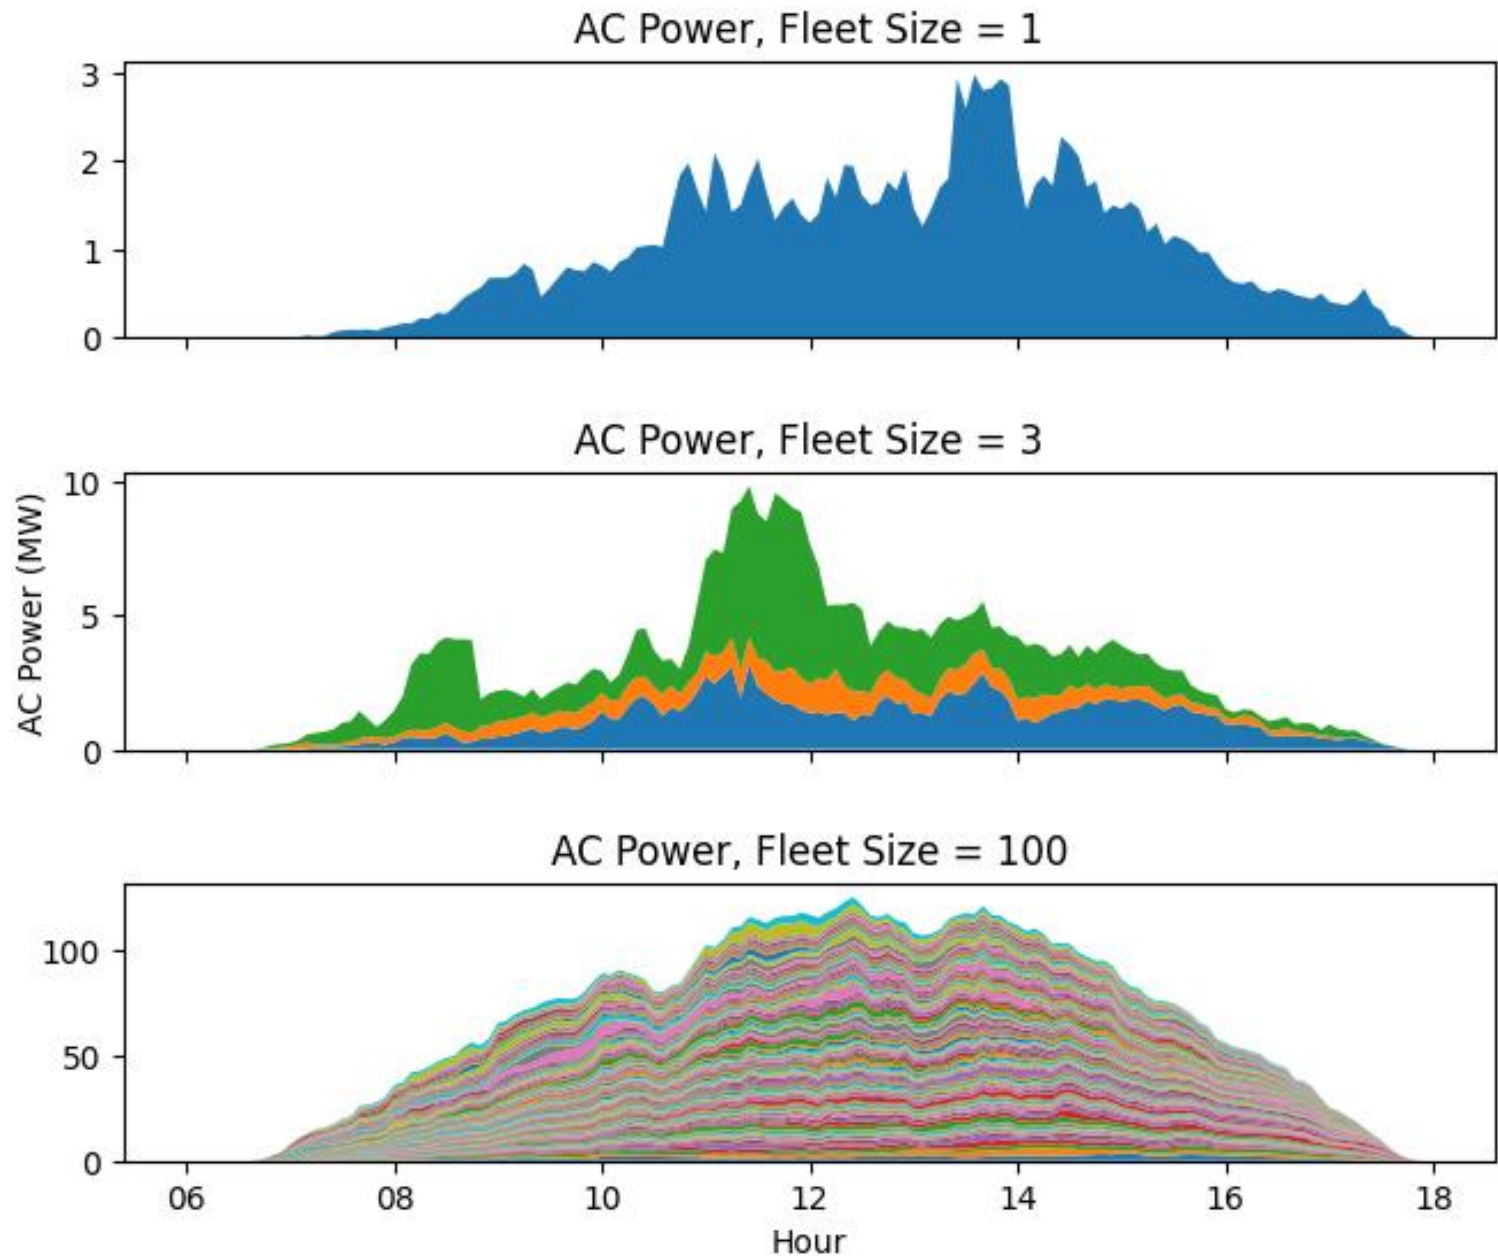 AC Power, Fleet Size = 1
3
2
1
0
AC Power, Fleet Size = 3
AC Power (MW)
10
5
0
AC Power, Fleet Size = 100
100
50
0
06 08 10 12 14 16 18
Hour